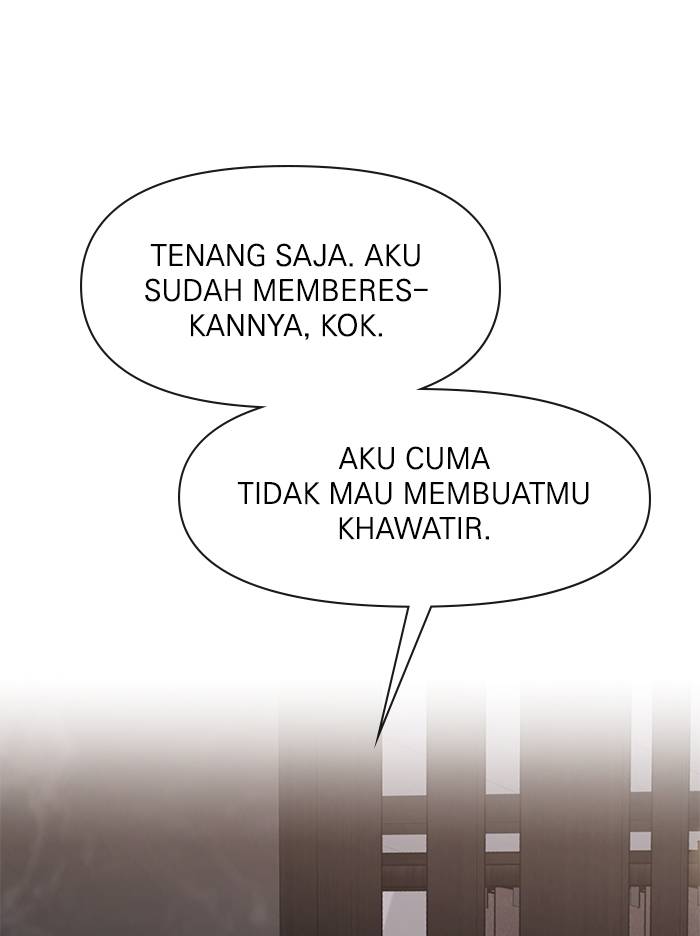 TENANG SAJA. AKU
SUDAH MEMBERES-
KANNYA, KOK.
AKU CUMA
TIDAK MAU MEMBUATMU
KHAWATIR.